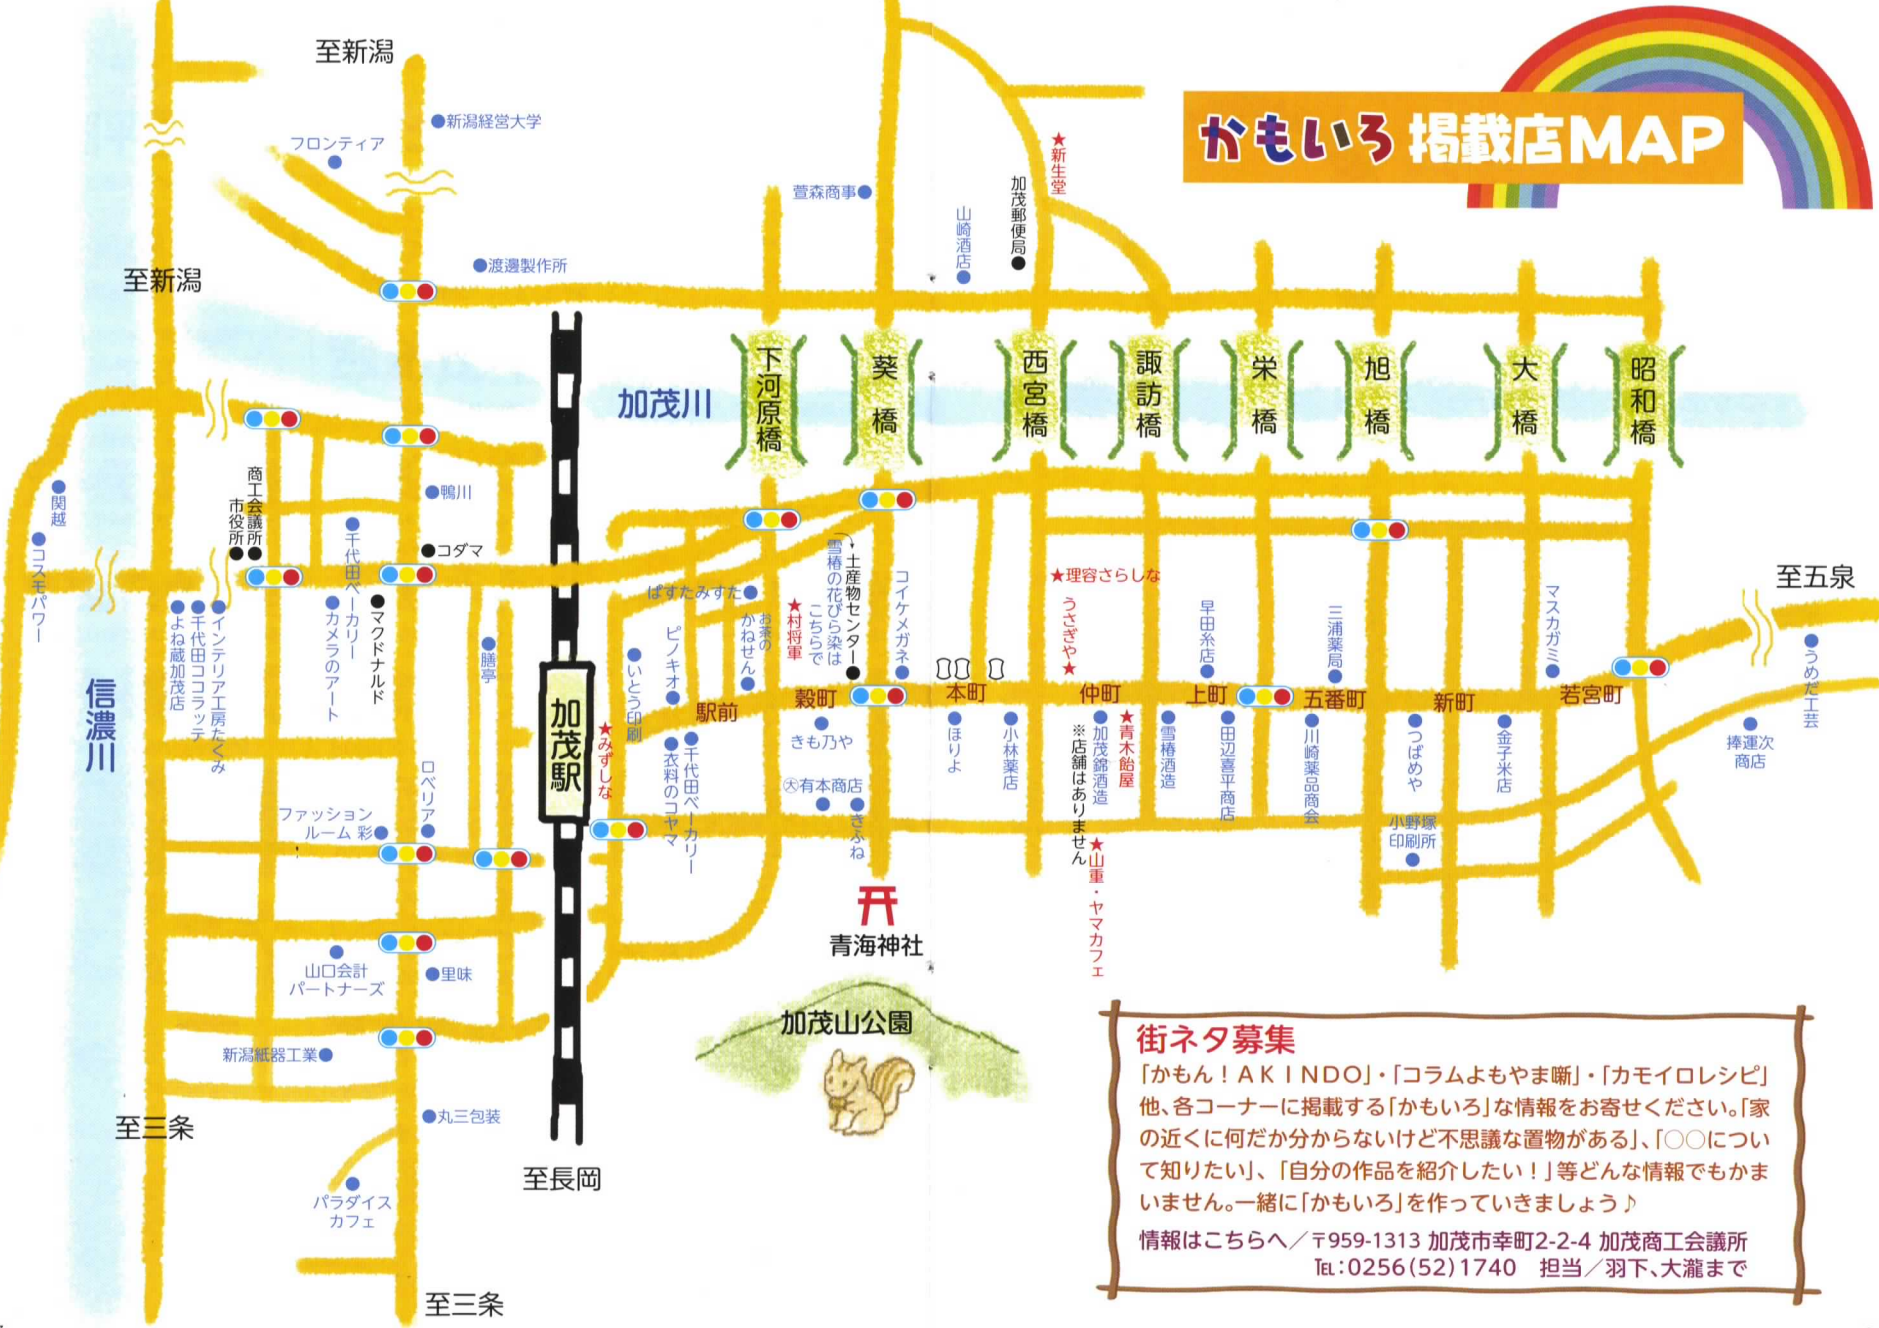 かもいろ 掲載店MAP
至新潟
新潟経営大学
フロンティア
萱森商事
山崎酒店
加茂郵便局
★新生堂
至新潟
渡邊製作所
加茂川
下河原橋
葵橋
西宮橋
諏訪橋
栄橋
旭橋
大橋
昭和橋
関越
コスモパワー
商工会議所
市役所
鴨川
コダマ
千代田ベーカリー
カメラのアート
マクドナルド
よね蔵加茂店
千代田ココラッテ
インテリア工房たくみ
膳亭
信濃川
加茂駅
★みずしな
いとう印刷
ぱすたみすた
ピノキオ
お茶の
かねせん
★村将軍
雪椿の花びら染は
こちらで
土産物センター
コイケメガネ
★理容さらしな
うさぎや★
早田糸店
三浦薬局
マスカガミ
至五泉
うめだ工芸
駅前
穀町
本町
仲町
上町
五番町
新町
若宮町
衣料のコヤマ
千代田ベーカリー
きも乃や
㊅有本商店
きふね
ほりよ
小林薬店
※店舗はありません
加茂錦酒造
★青木飴屋
雪椿酒造
田辺喜平商店
川崎薬品商会
つばめや
金子米店
捧運次
商店
小野塚
印刷所
★山重・ヤマカフェ
ロベリア
ファッション
ルーム 彩
山口会計
パートナーズ
里味
新潟紙器工業
丸三包装
パラダイス
カフェ
至三条
至三条
至長岡
青海神社
加茂山公園
街ネタ募集
「かもん！AKINDO」・「コラムよもやま噺」・「カモイロレシピ」
他、各コーナーに掲載する「かもいろ」な情報をお寄せください。「家
の近くに何だか分からないけど不思議な置物がある」、「○○につい
て知りたい」、「自分の作品を紹介したい！」等どんな情報でもかま
いません。一緒に「かもいろ」を作っていきましょう♪
情報はこちらへ／〒959-1313 加茂市幸町2-2-4 加茂商工会議所
℡：0256(52)1740　担当／羽下、大瀧まで